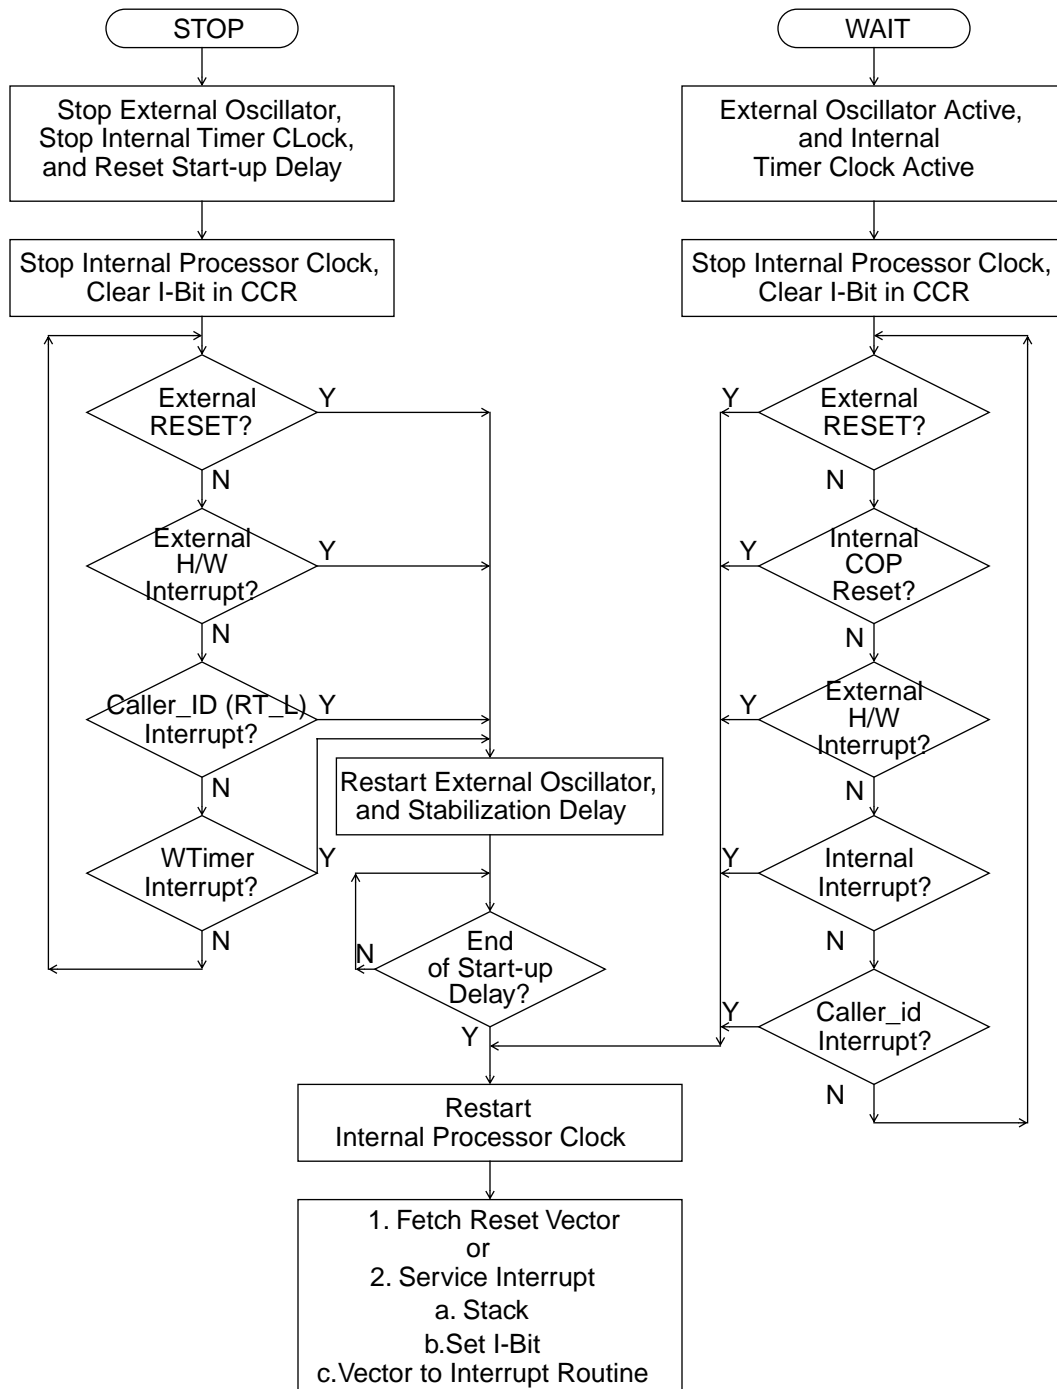 STOP
Stop External Oscillator,
Stop Internal Timer CLock,
and Reset Start-up Delay
Stop Internal Processor Clock,
Clear I-Bit in CCR
External
RESET?
Y
N
External
H/W
Interrupt?
Y
N
Caller_ID (RT_L)
Interrupt?
Y
N
WTimer
Interrupt?
Y
N
Restart External Oscillator,
and Stabilization Delay
End
of Start-up
Delay?
N
Y
WAIT
External Oscillator Active,
and Internal
Timer Clock Active
Stop Internal Processor Clock,
Clear I-Bit in CCR
External
RESET?
Y
N
Internal
COP
Reset?
Y
N
External
H/W
Interrupt?
Y
N
Internal
Interrupt?
Y
N
Caller_id
Interrupt?
Y
N
Restart
Internal Processor Clock
1. Fetch Reset Vector
or
2. Service Interrupt
a. Stack
b.Set I-Bit
c.Vector to Interrupt Routine